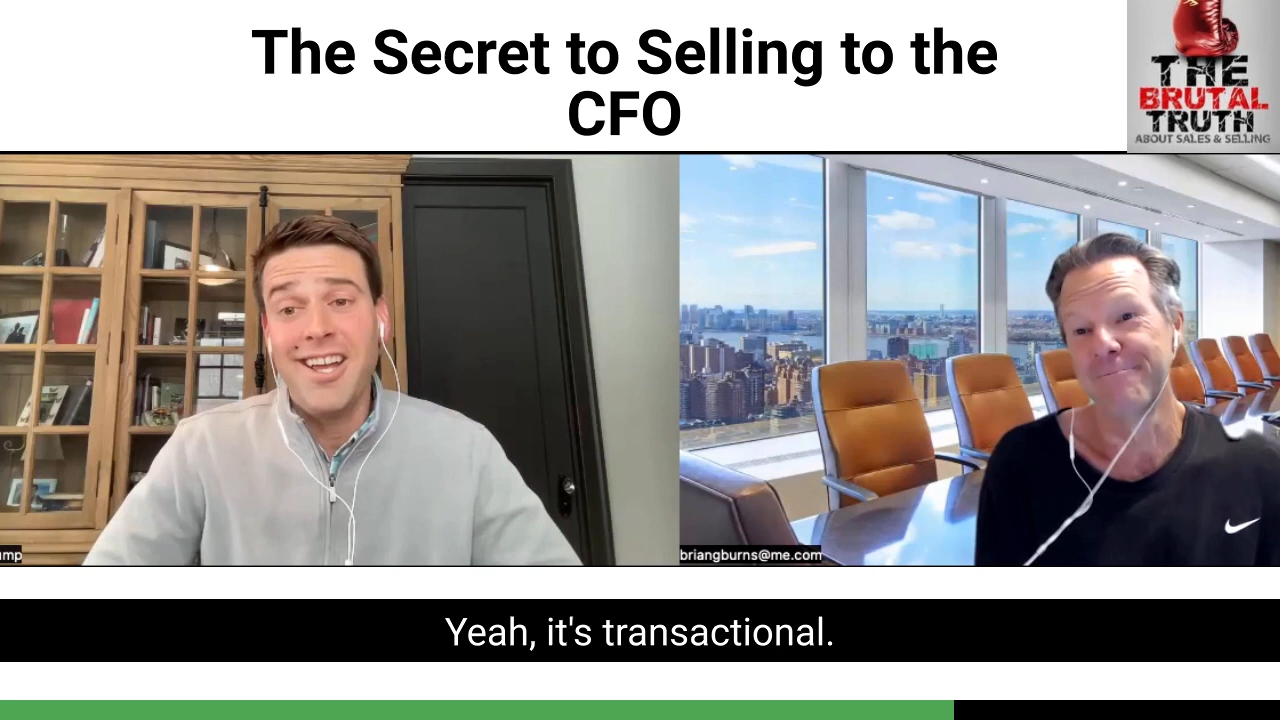 The Secret to Selling to the
CFO
THE
BRUTAL
TRUTH
ABOUT SALES & SELLING
ump
briangburns@me.com
Yeah, it's transactional.